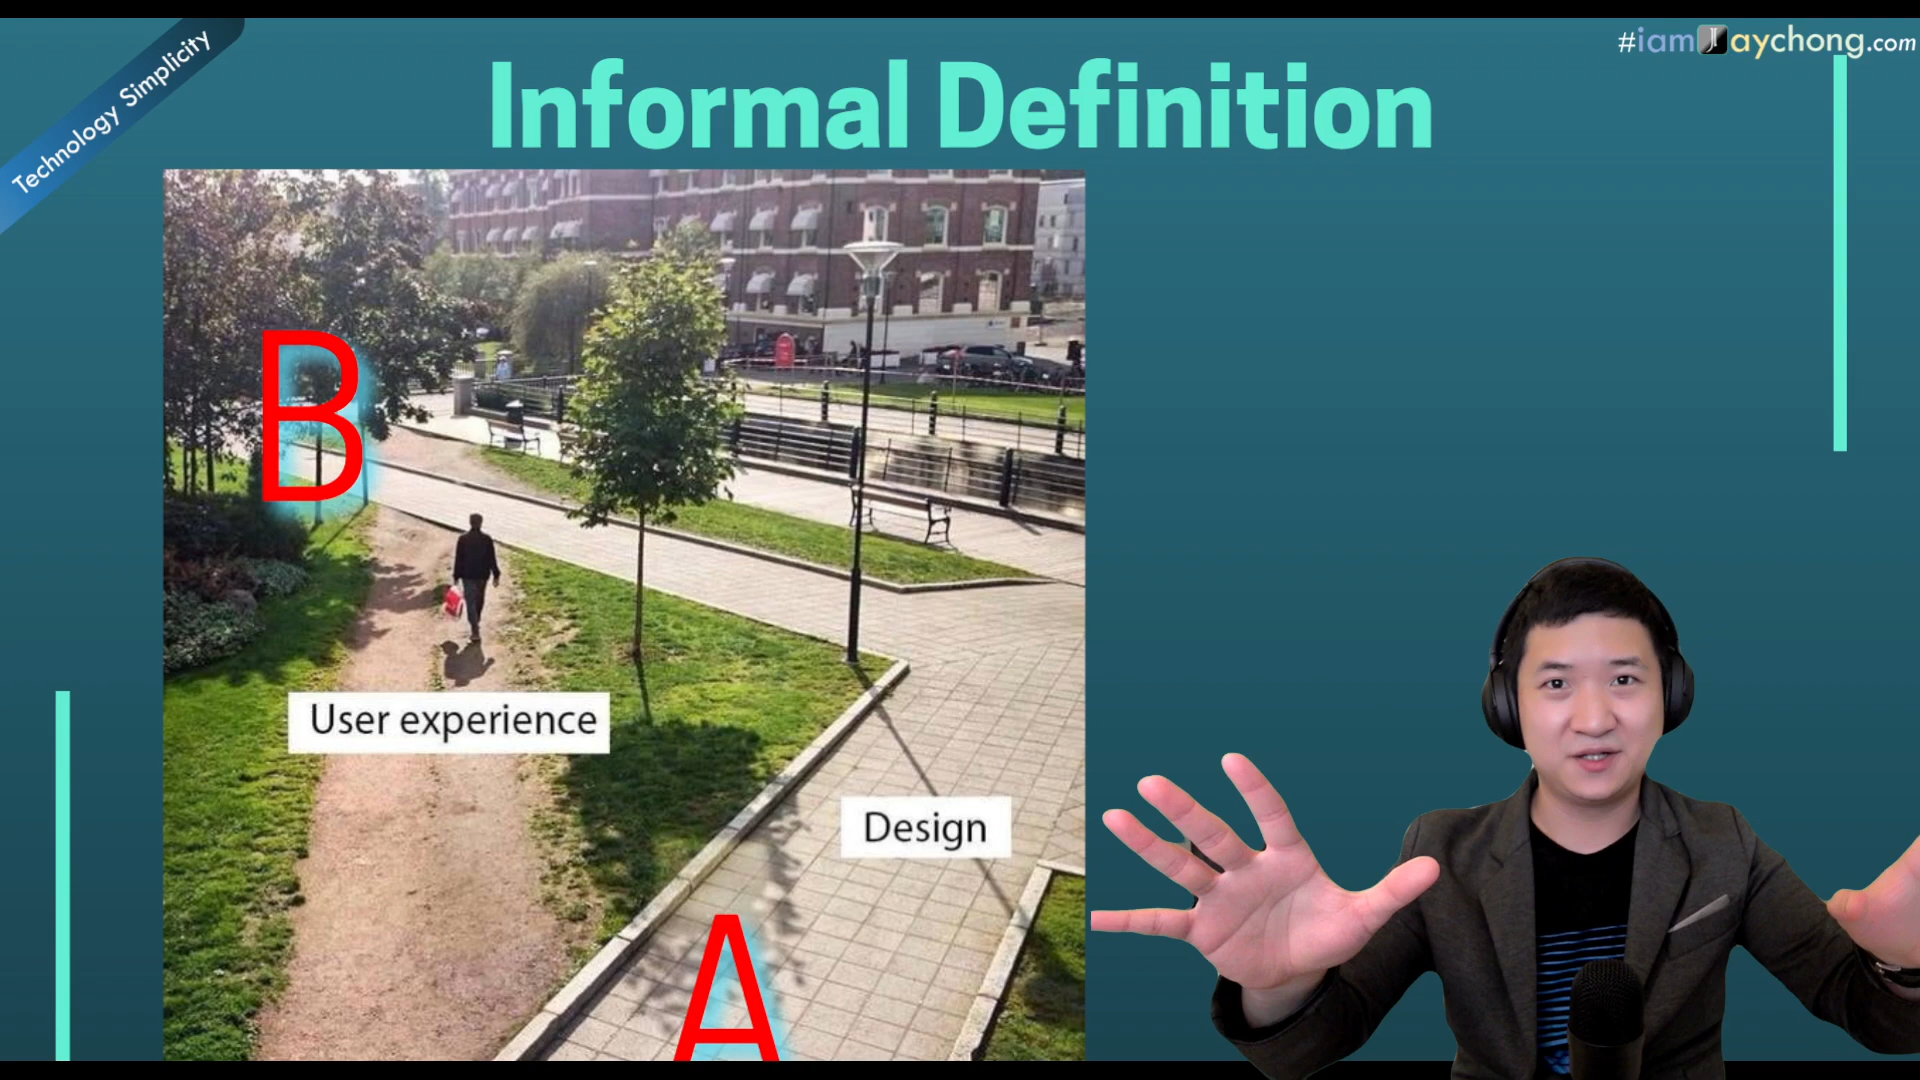 Technology Simplicity
#iamJaychong.com
Informal Definition
B
User experience
Design
A